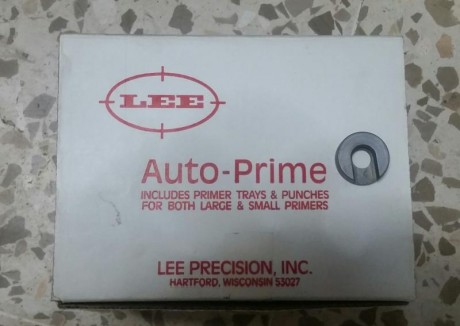 LEE
Auto-Prime
INCLUDES PRIMER TRAYS & PUNCHES
FOR BOTH LARGE & SMALL PRIMERS
LEE PRECISION, INC.
HARTFORD, WISCONSIN 53027